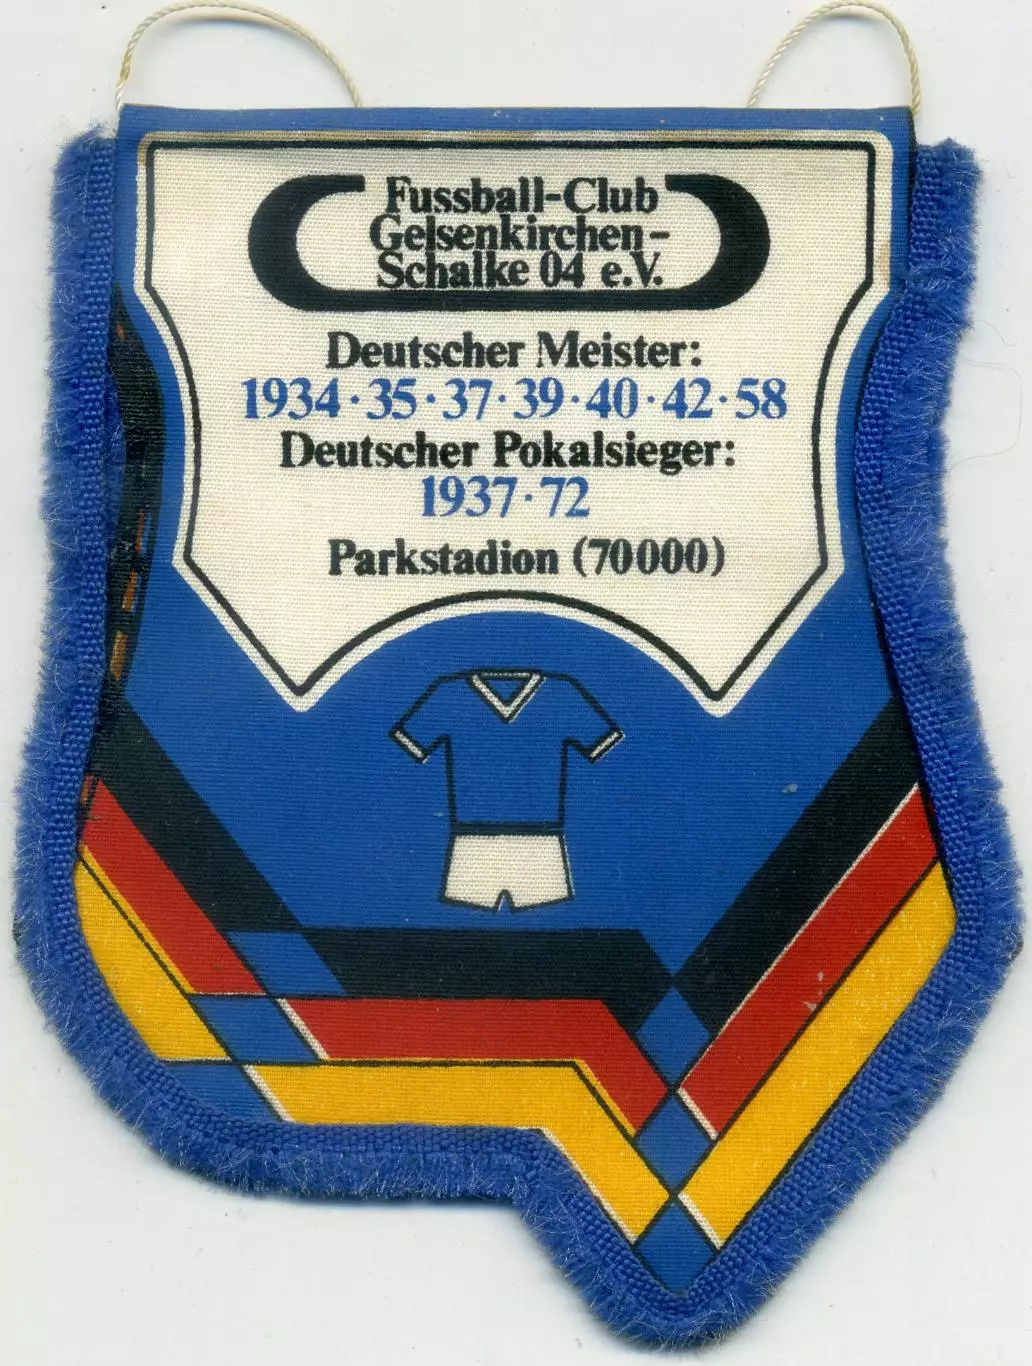 Fussball-Club
Gelsenkirchen-
Schalke 04 e.V.
Deutscher Meister:
1934·35·37·39·40·42·58
Deutscher Pokalsieger:
1937·72
Parkstadion (70000)